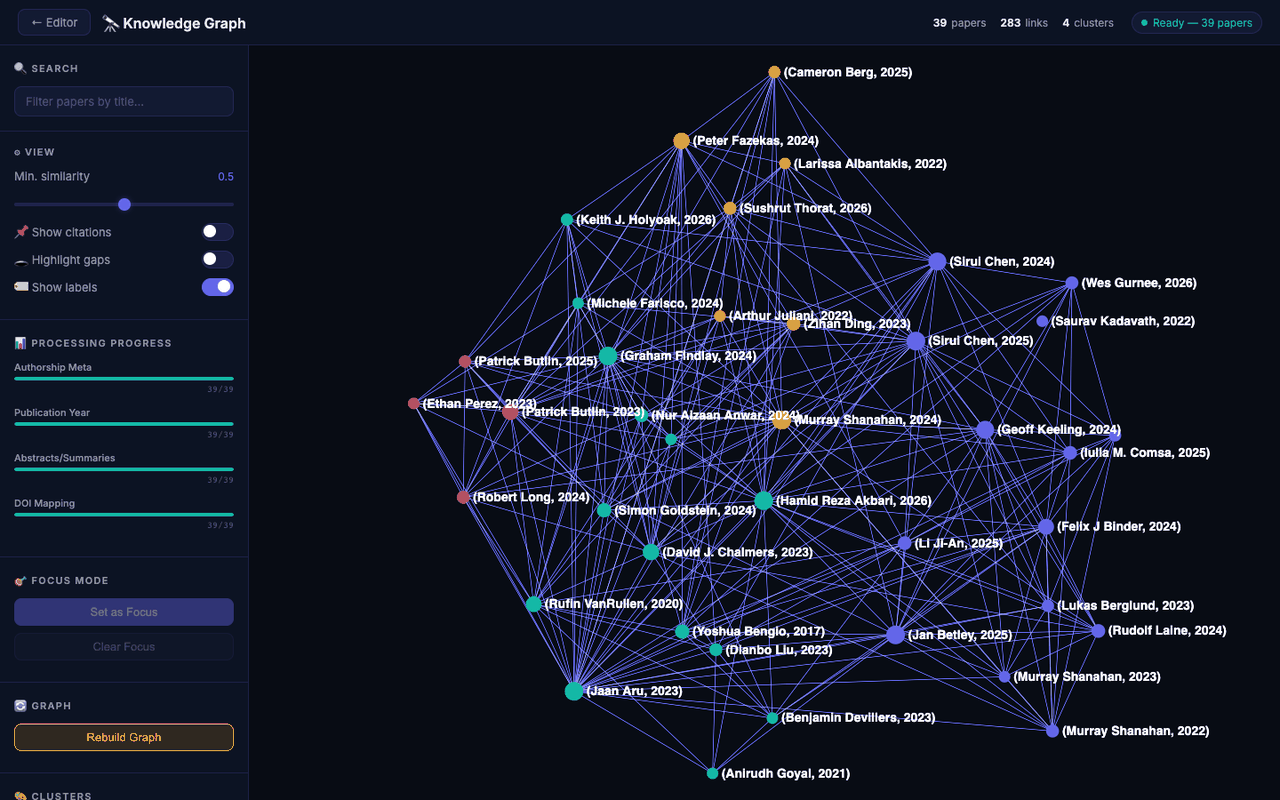 ← Editor
Knowledge Graph
39 papers 283 links 4 clusters
Ready — 39 papers
SEARCH
Filter papers by title...
VIEW
Min. similarity 0.5
Show citations
Highlight gaps
Show labels
PROCESSING PROGRESS
Authorship Meta
39/39
Publication Year
39/39
Abstracts/Summaries
39/39
DOI Mapping
39/39
FOCUS MODE
Set as Focus
Clear Focus
GRAPH
Rebuild Graph
CLUSTERS
(Cameron Berg, 2025)
(Peter Fazekas, 2024)
(Larissa Albantakis, 2022)
(Sushrut Thorat, 2026)
(Keith J. Holyoak, 2026)
(Sirui Chen, 2024)
(Wes Gurnee, 2026)
(Michele Farisco, 2024)
(Arthur Juliani, 2022)
(Zihan Ding, 2023)
(Saurav Kadavath, 2022)
(Sirui Chen, 2025)
(Graham Findlay, 2024)
(Patrick Butlin, 2025)
(Ethan Perez, 2023)
(Patrick Butlin, 2023)
(Nur Aizaan Anwar, 2024)
(Murray Shanahan, 2024)
(Geoff Keeling, 2024)
(Iulia M. Comsa, 2025)
(Robert Long, 2024)
(Simon Goldstein, 2024)
(Hamid Reza Akbari, 2026)
(Felix J Binder, 2024)
(Li Ji-An, 2025)
(David J. Chalmers, 2023)
(Rufin VanRullen, 2020)
(Lukas Berglund, 2023)
(Yoshua Bengio, 2017)
(Jan Betley, 2025)
(Rudolf Laine, 2024)
(Dianbo Liu, 2023)
(Murray Shanahan, 2023)
(Jaan Aru, 2023)
(Benjamin Devillers, 2023)
(Murray Shanahan, 2022)
(Anirudh Goyal, 2021)